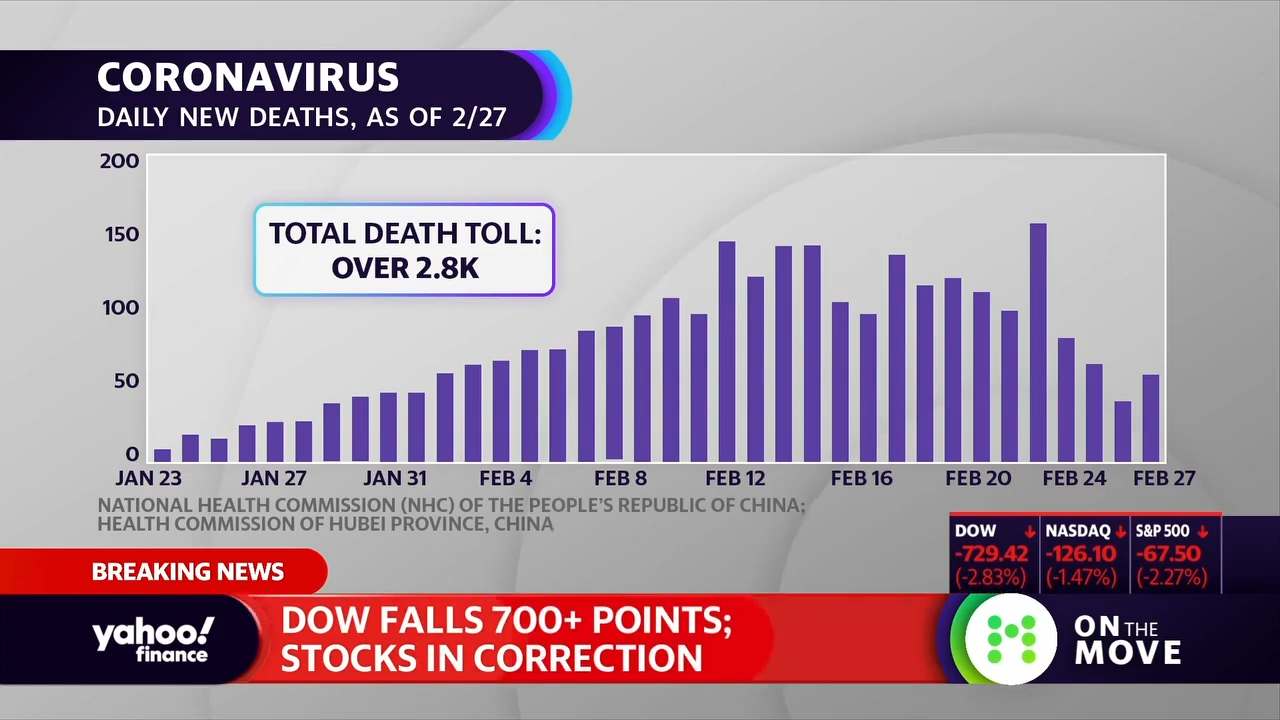 CORONAVIRUS
DAILY NEW DEATHS, AS OF 2/27
200
150
100
50
0
TOTAL DEATH TOLL:
OVER 2.8K
JAN 23 JAN 27 JAN 31 FEB 4 FEB 8 FEB 12 FEB 16 FEB 20 FEB 24 FEB 27
NATIONAL HEALTH COMMISSION (NHC) OF THE PEOPLE'S REPUBLIC OF CHINA;
HEALTH COMMISSION OF HUBEI PROVINCE, CHINA
DOW NASDAQ S&P 500
-729.42 -126.10 -67.50
(-2.83%) (-1.47%) (-2.27%)
BREAKING NEWS
yahoo!
finance
DOW FALLS 700+ POINTS;
STOCKS IN CORRECTION
ON THE
MOVE